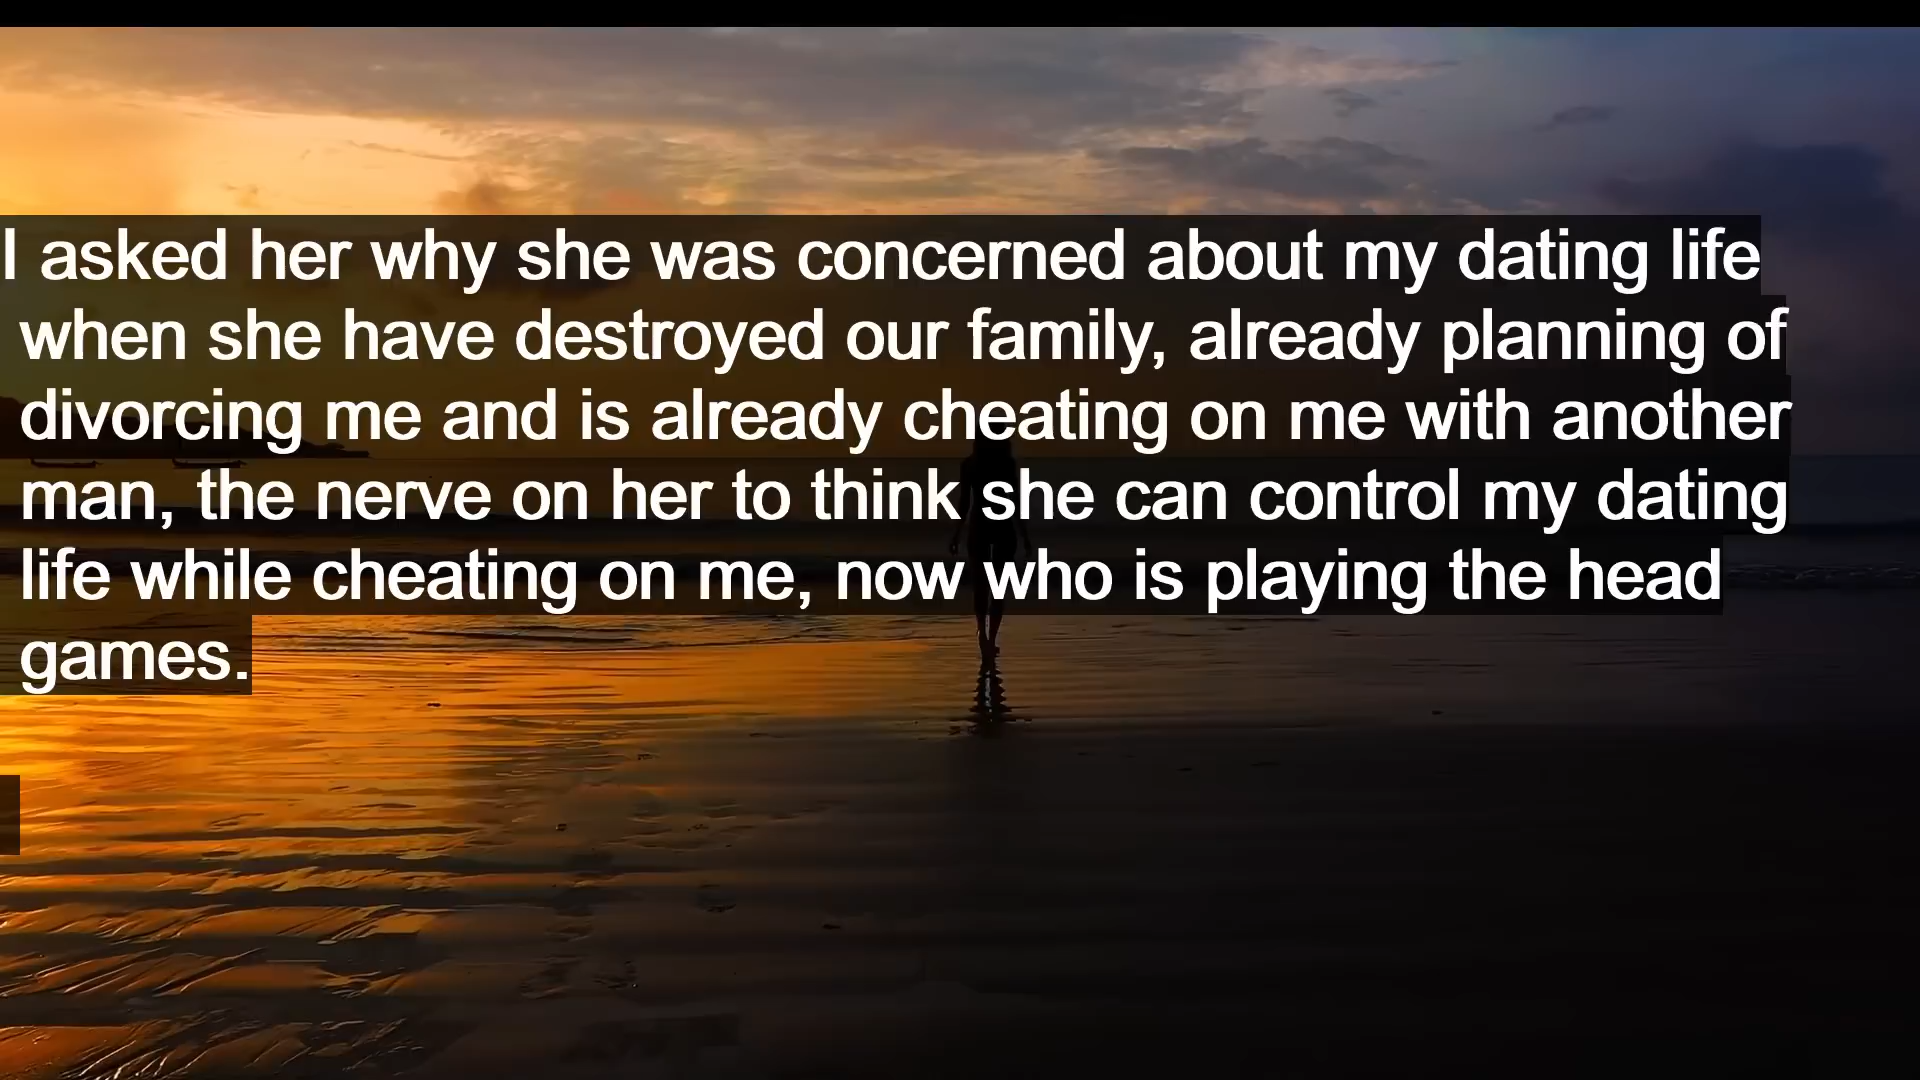 I asked her why she was concerned about my dating life
when she have destroyed our family, already planning of
divorcing me and is already cheating on me with another
man, the nerve on her to think she can control my dating
life while cheating on me, now who is playing the head
games.